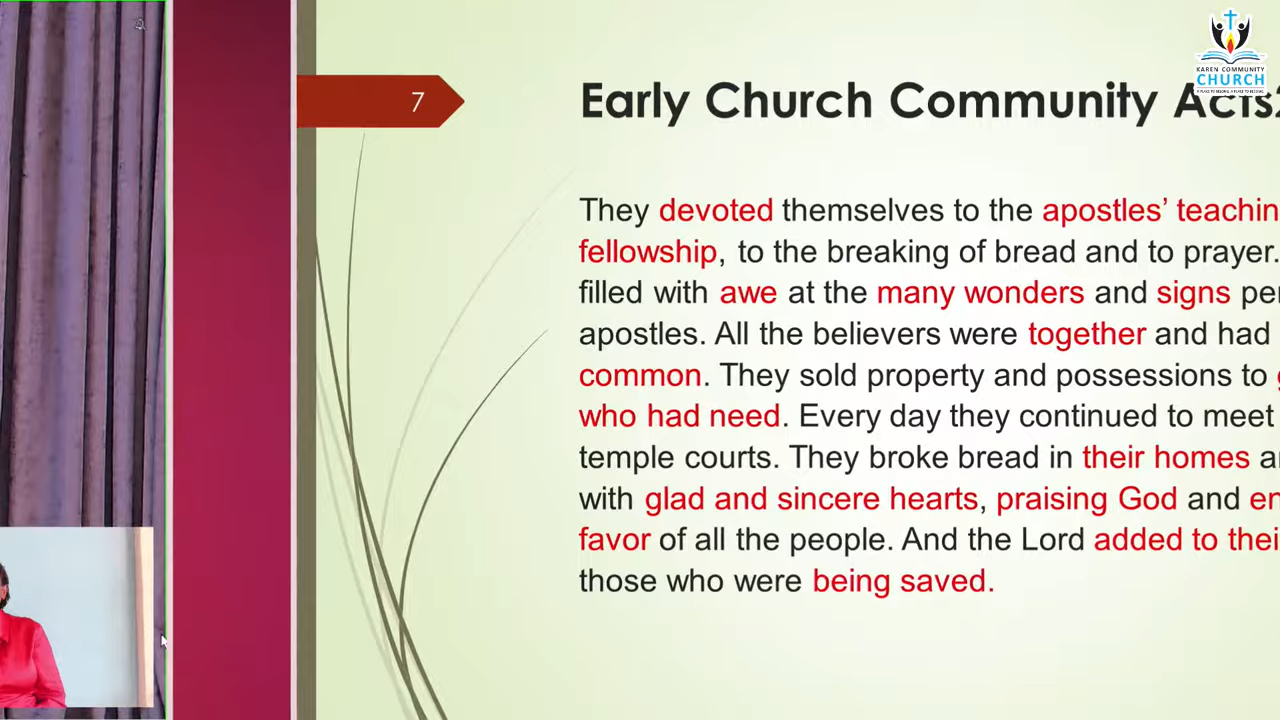 7
KAREN COMMUNITY
CHURCH
Early Church Community Acts
They devoted themselves to the apostles’ teachin
fellowship, to the breaking of bread and to prayer.
filled with awe at the many wonders and signs per
apostles. All the believers were together and had
common. They sold property and possessions to
who had need. Every day they continued to meet
temple courts. They broke bread in their homes a
with glad and sincere hearts, praising God and en
favor of all the people. And the Lord added to thei
those who were being saved.